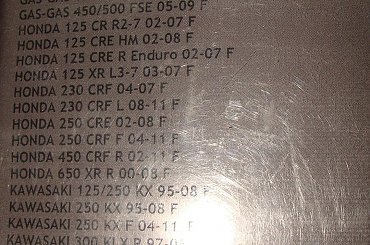 GAS-GAS 450/500 FSE 05-09 F
HONDA 125 CR R2-7 02-07 F
HONDA 125 CRE HM 02-08 F
HONDA 125 CRE R Enduro 02-07 F
HONDA 125 XR L3-7 03-07 F
HONDA 230 CRF 04-07 F
HONDA 230 CRF L 08-11 F
HONDA 250 CRE 02-08 F
HONDA 250 CRF F 04-11 F
HONDA 450 CRF R 02-11 F
HONDA 650 XR R 00-08 F
KAWASAKI 125/250 KX 95-08 F
KAWASAKI 250 KX 95-08 F
KAWASAKI 250 KX F 04-11 F
KAWASAKI 300 KLX R 97-